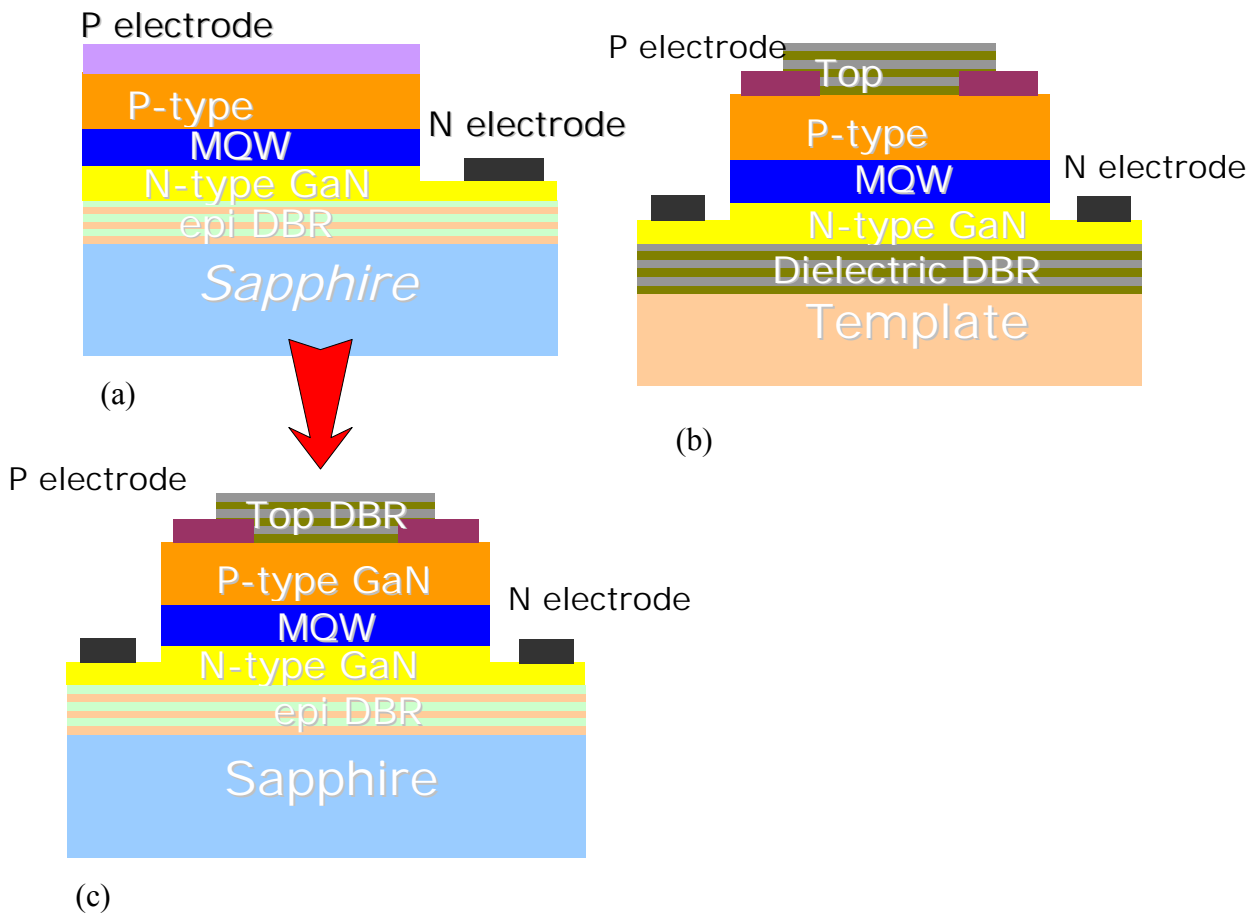 P electrode
P-type
MQW
N electrode
N-type GaN
epi DBR
Sapphire
(a)
P electrode
Top
P-type
MQW
N electrode
N-type GaN
Dielectric DBR
Template
(b)
P electrode
Top DBR
P-type GaN
MQW
N electrode
N-type GaN
epi DBR
Sapphire
(c)